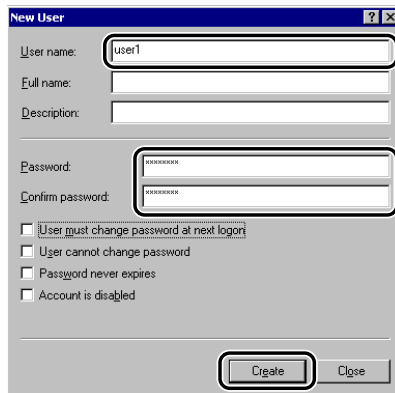 New User
User name: user1
Full name:
Description:
Password: ********
Confirm password: ********
User must change password at next logon
User cannot change password
Password never expires
Account is disabled
Create Close